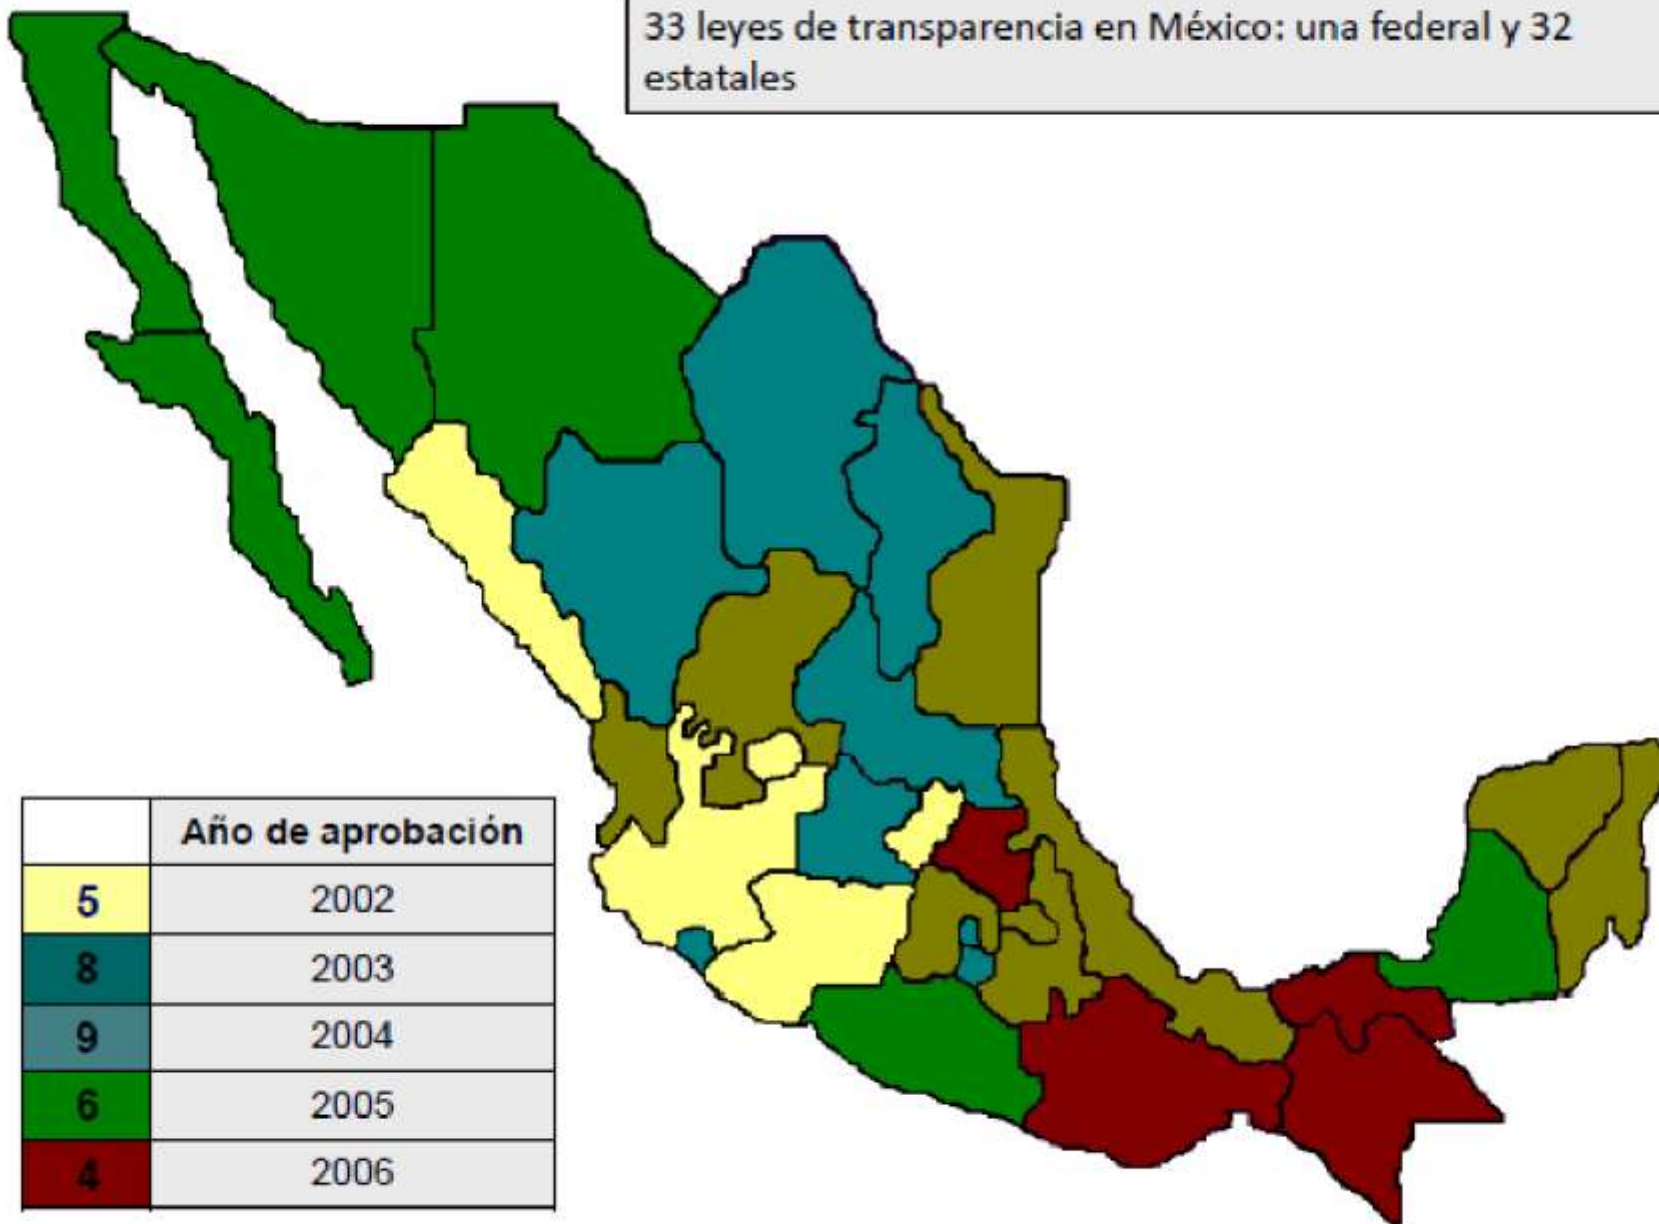 33 leyes de transparencia en México: una federal y 32
estatales
Año de aprobación
5 2002
8 2003
9 2004
6 2005
4 2006